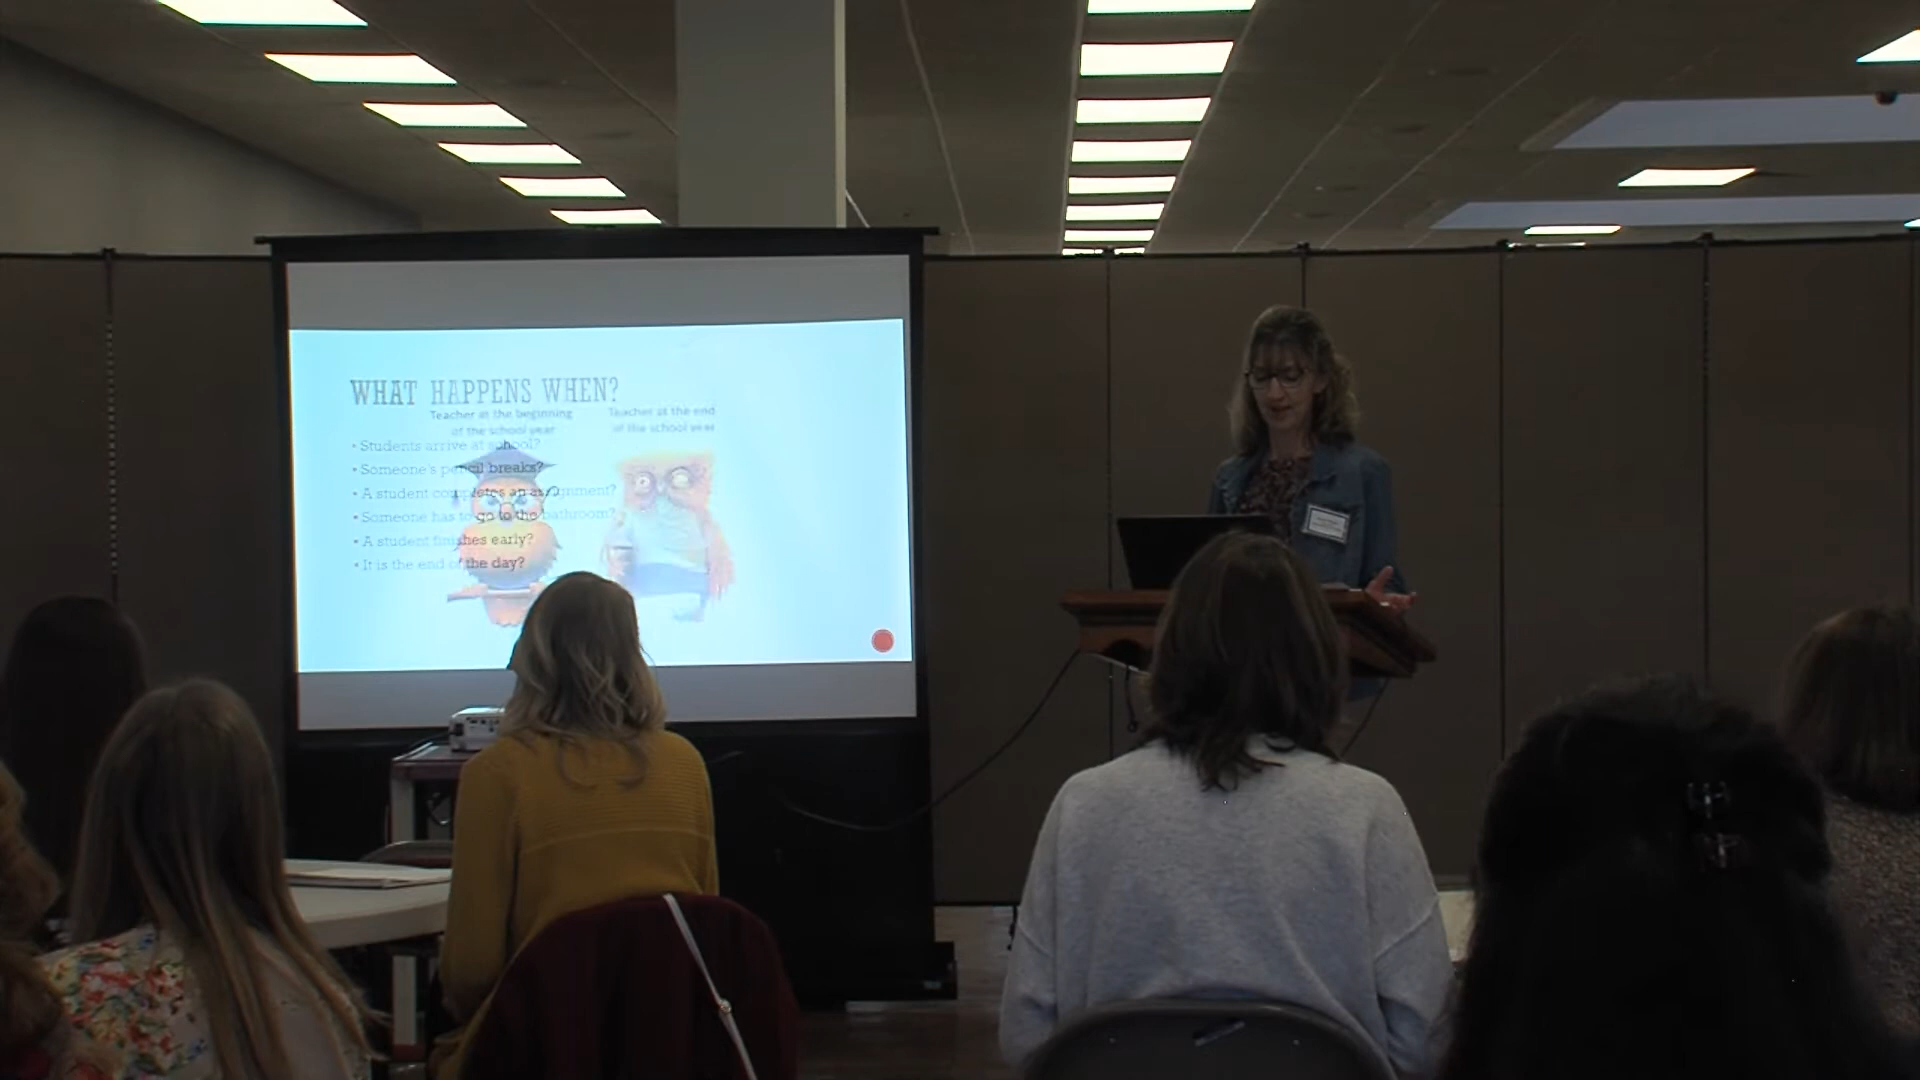 WHAT HAPPENS WHEN?
Teacher at the beginning
of the school year
Teacher at the end
of the school year
• Students arrive at school?
• Someone's pencil breaks?
• A student completes an assignment?
• Someone has to go to the bathroom?
• A student finishes early?
• It is the end of the day?